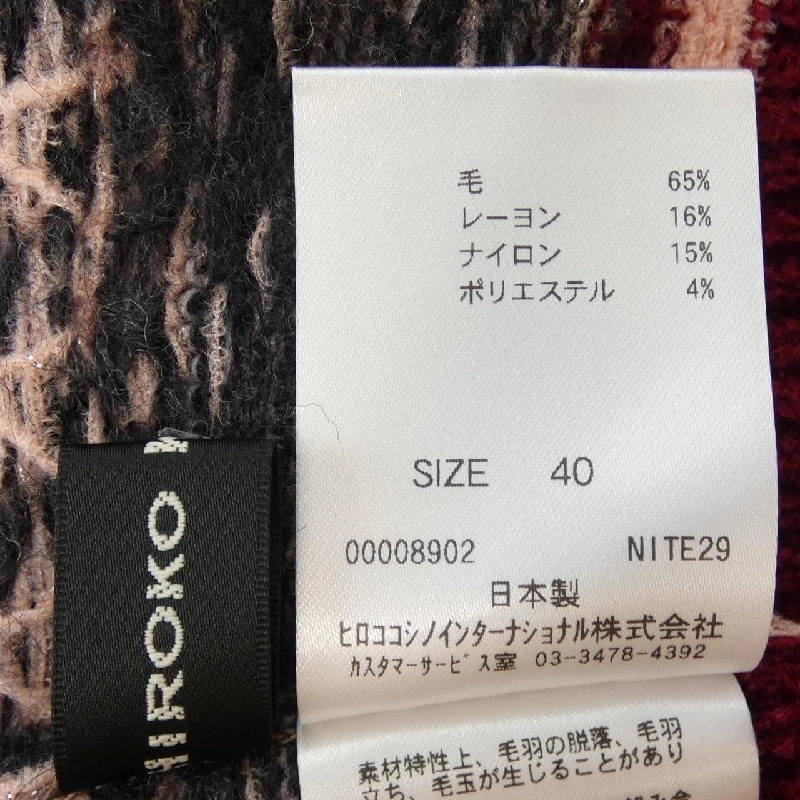 毛 65%
レーヨン 16%
ナイロン 15%
ポリエステル 4%
SIZE 40
00008902 NITE29
日本製
ヒロココシノインターナショナル株式会社
カスタマーサービス室 03-3478-4392
素材特性上、毛羽の脱落、毛羽
立ち、毛玉が生じることがあり
HIROKO